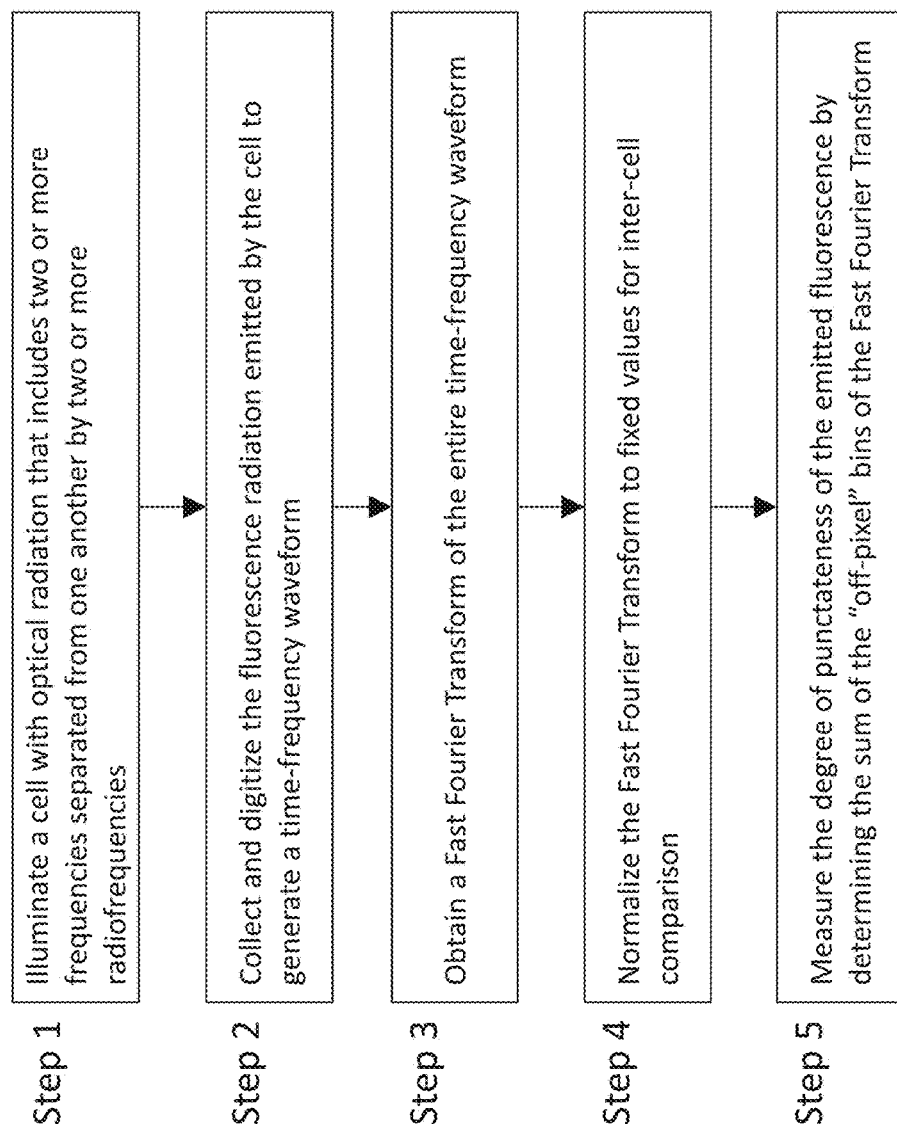 Step 1
Illuminate a cell with optical radiation that includes two or more
frequencies separated from one another by two or more
radiofrequencies
Step 2
Collect and digitize the fluorescence radiation emitted by the cell to
generate a time-frequency waveform
Step 3
Obtain a Fast Fourier Transform of the entire time-frequency waveform
Step 4
Normalize the Fast Fourier Transform to fixed values for inter-cell
comparison
Step 5
Measure the degree of punctateness of the emitted fluorescence by
determining the sum of the "off-pixel" bins of the Fast Fourier Transform